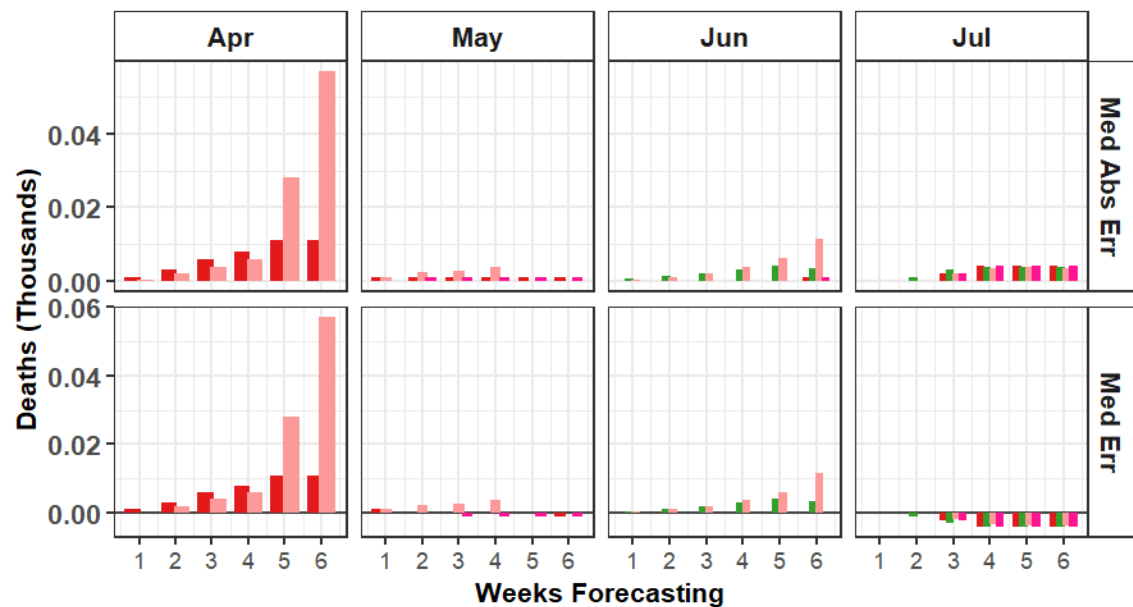 Apr May Jun Jul
Deaths (Thousands)
0.04
0.02
0.00
Med Abs Err
0.06
0.04
0.02
0.00
Med Err
1 2 3 4 5 6 1 2 3 4 5 6 1 2 3 4 5 6 1 2 3 4 5 6
Weeks Forecasting